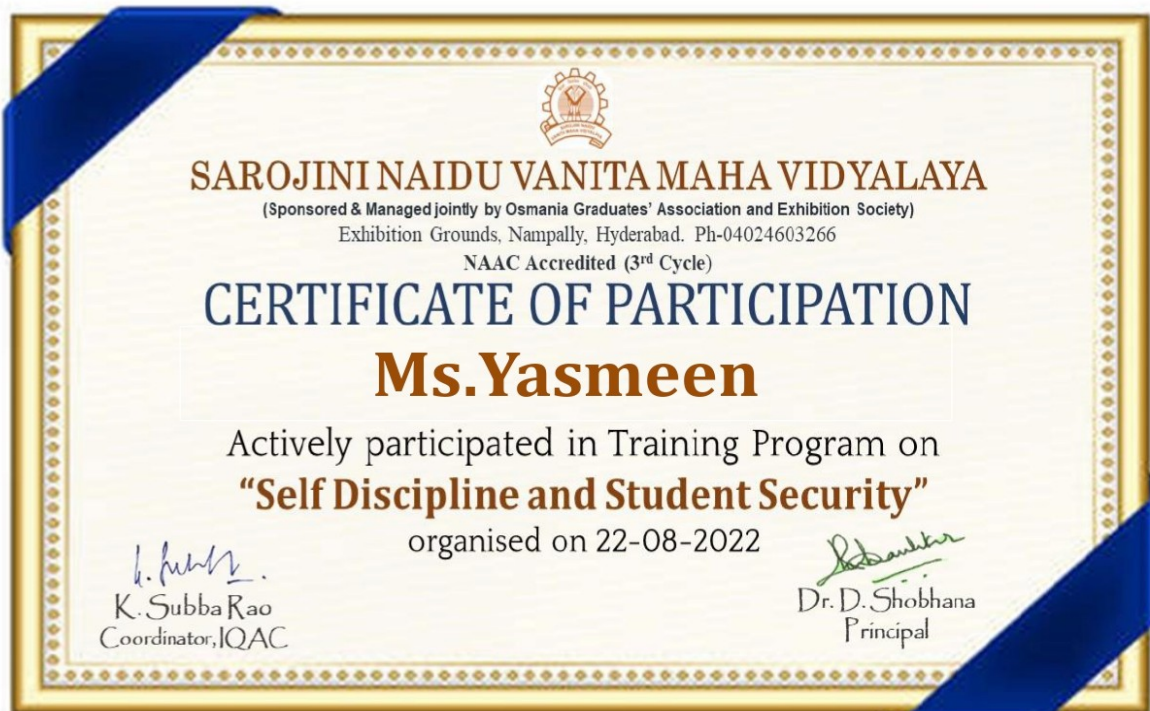 SAROJINI NAIDU VANITA MAHA VIDYALAYA
(Sponsored & Managed jointly by Osmania Graduates' Association and Exhibition Society)
Exhibition Grounds, Nampally, Hyderabad. Ph-04024603266
NAAC Accredited (3rd Cycle)
CERTIFICATE OF PARTICIPATION
Ms.Yasmeen
Actively participated in Training Program on
“Self Discipline and Student Security”
organised on 22-08-2022
K. Subba Rao
Coordinator, IQAC
Dr. D. Shobhana
Principal